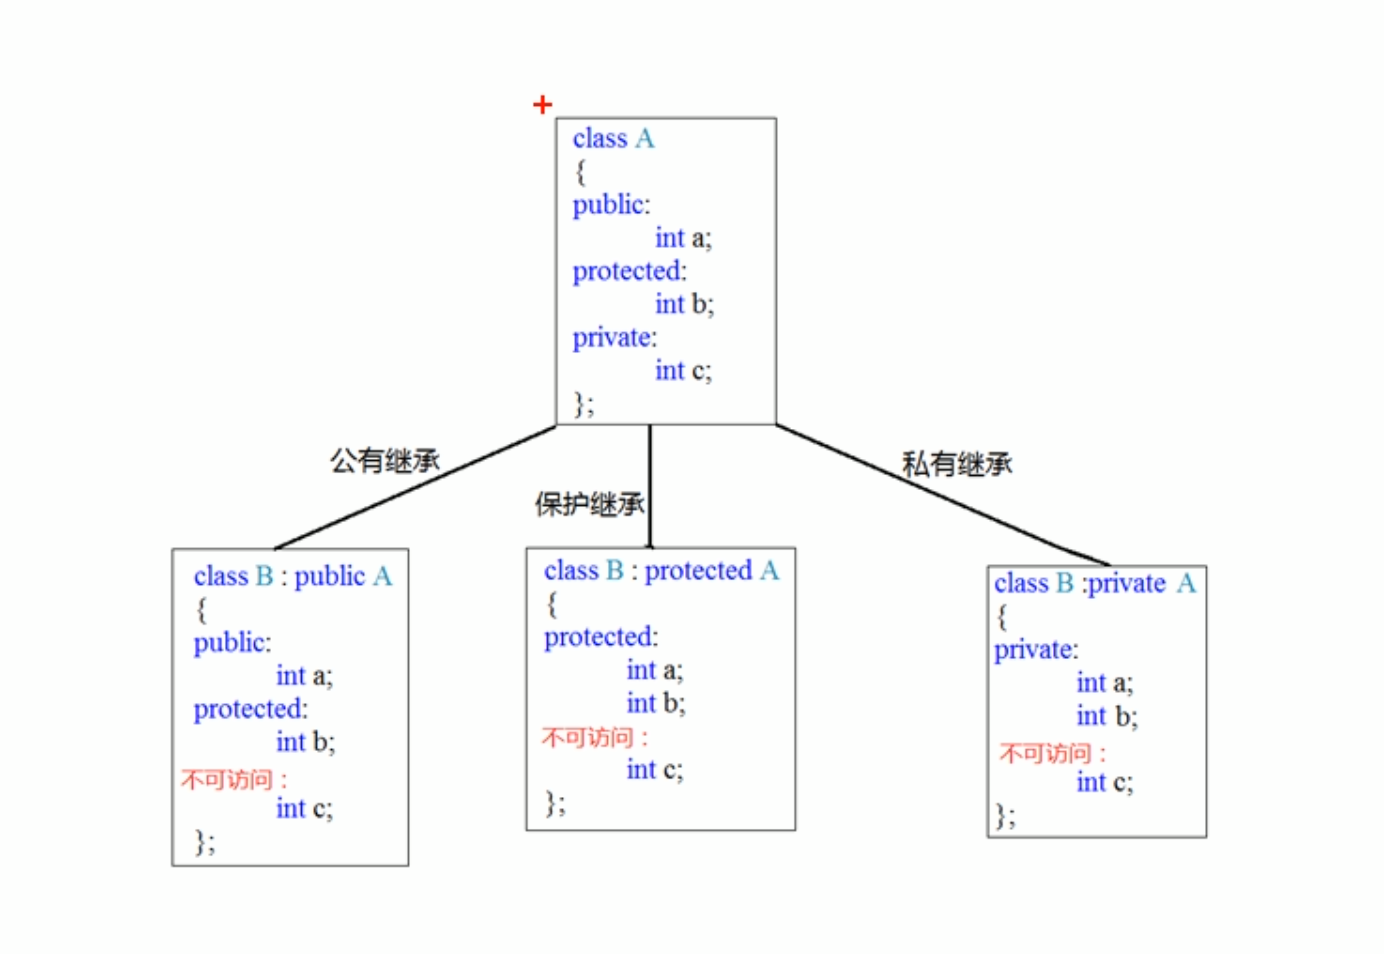 class A
{
public:
int a;
protected:
int b;
private:
int c;
};
公有继承
保护继承
私有继承
class B : public A
{
public:
int a;
protected:
int b;
不可访问：
int c;
};
class B : protected A
{
protected:
int a;
int b;
不可访问：
int c;
};
class B :private A
{
private:
int a;
int b;
不可访问：
int c;
};